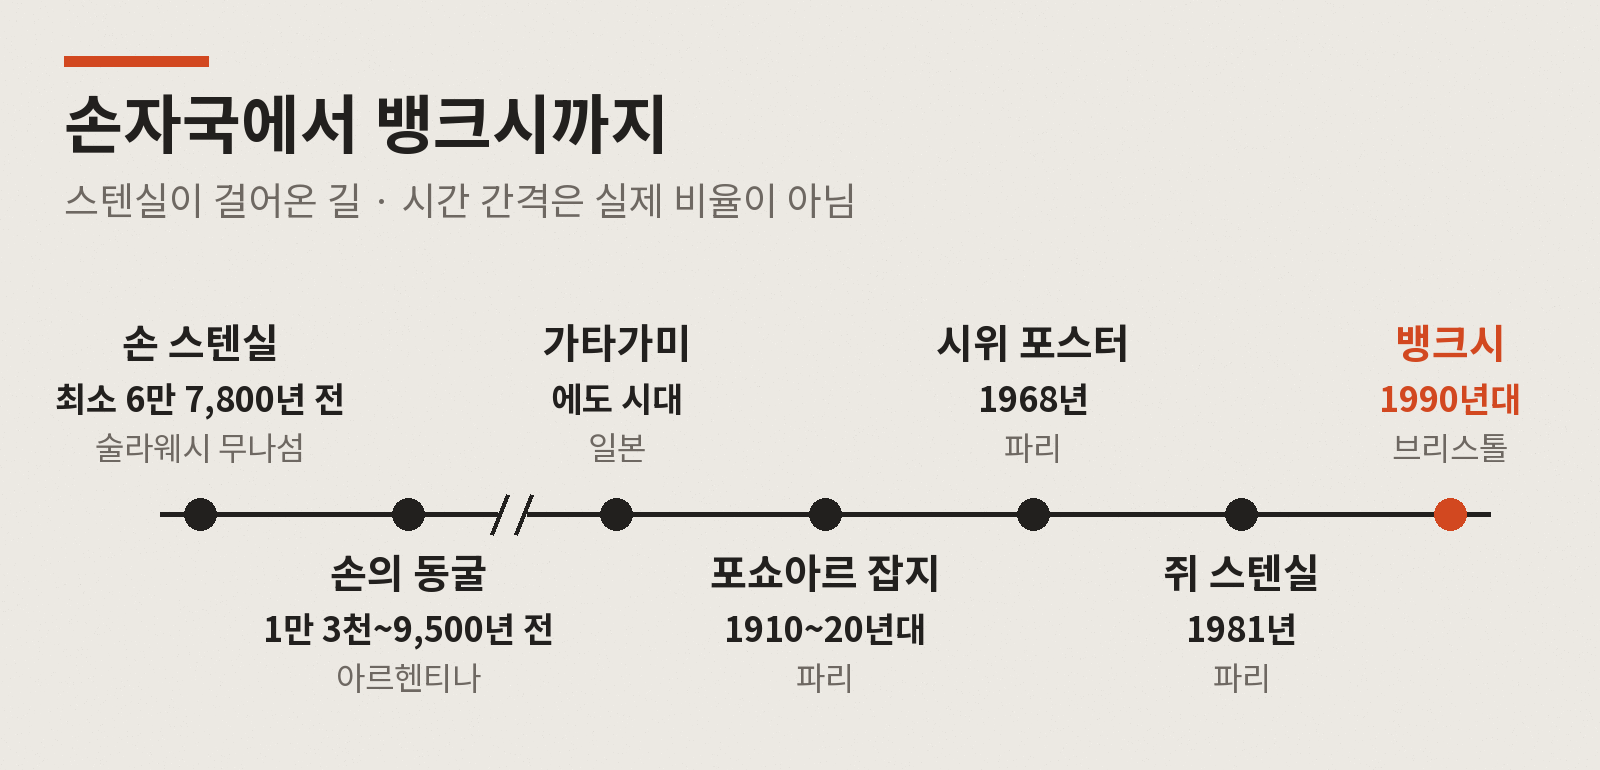 손자국에서 뱅크시까지
스텐실이 걸어온 길 · 시간 간격은 실제 비율이 아님
손 스텐실
최소 6만 7,800년 전
술라웨시 무나섬
손의 동굴
1만 3천~9,500년 전
아르헨티나
가타가미
에도 시대
일본
포쇼아르 잡지
1910~20년대
파리
시위 포스터
1968년
파리
쥐 스텐실
1981년
파리
뱅크시
1990년대
브리스톨